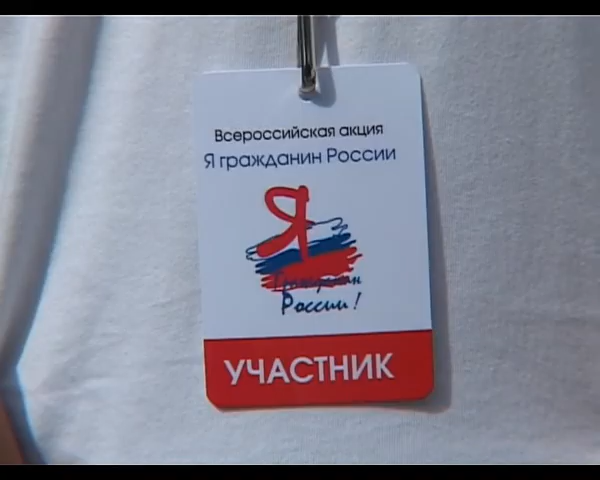 Всероссийская акция
Я гражданин России
Я
Гражданин
России!
УЧАСТНИК